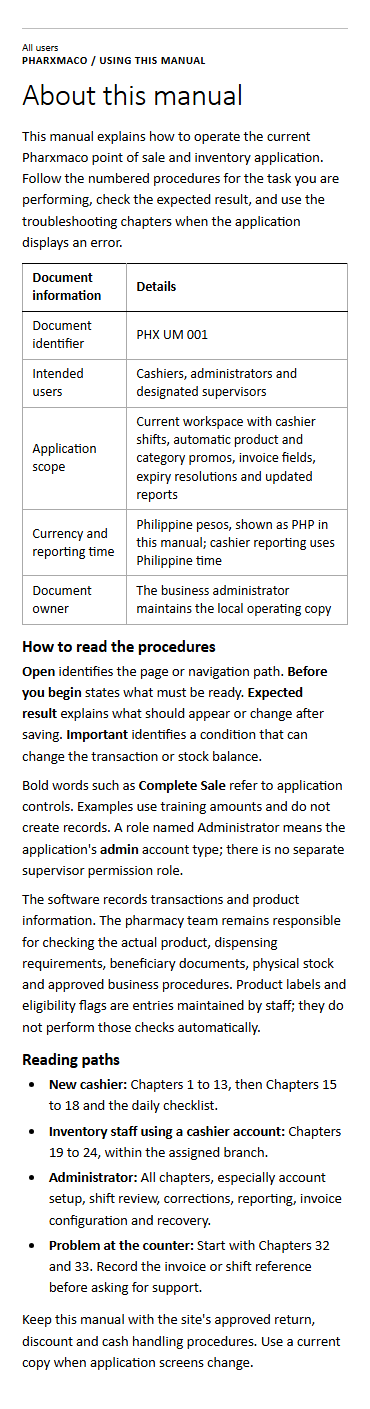 All users
PHARXMACO / USING THIS MANUAL
About this manual
This manual explains how to operate the current
Pharxmaco point of sale and inventory application.
Follow the numbered procedures for the task you are
performing, check the expected result, and use the
troubleshooting chapters when the application
displays an error.
Document
information
Details
Document
identifier
PHX UM 001
Intended
users
Cashiers, administrators and
designated supervisors
Application
scope
Current workspace with cashier
shifts, automatic product and
category promos, invoice fields,
expiry resolutions and updated
reports
Currency and
reporting time
Philippine pesos, shown as PHP in
this manual; cashier reporting uses
Philippine time
Document
owner
The business administrator
maintains the local operating copy
How to read the procedures
Open identifies the page or navigation path. Before
you begin states what must be ready. Expected
result explains what should appear or change after
saving. Important identifies a condition that can
change the transaction or stock balance.
Bold words such as Complete Sale refer to application
controls. Examples use training amounts and do not
create records. A role named Administrator means the
application's admin account type; there is no separate
supervisor permission role.
The software records transactions and product
information. The pharmacy team remains responsible
for checking the actual product, dispensing
requirements, beneficiary documents, physical stock
and approved business procedures. Product labels and
eligibility flags are entries maintained by staff; they do
not perform those checks automatically.
Reading paths
• New cashier: Chapters 1 to 13, then Chapters 15
to 18 and the daily checklist.
• Inventory staff using a cashier account: Chapters
19 to 24, within the assigned branch.
• Administrator: All chapters, especially account
setup, shift review, corrections, reporting, invoice
configuration and recovery.
• Problem at the counter: Start with Chapters 32
and 33. Record the invoice or shift reference
before asking for support.
Keep this manual with the site's approved return,
discount and cash handling procedures. Use a current
copy when application screens change.